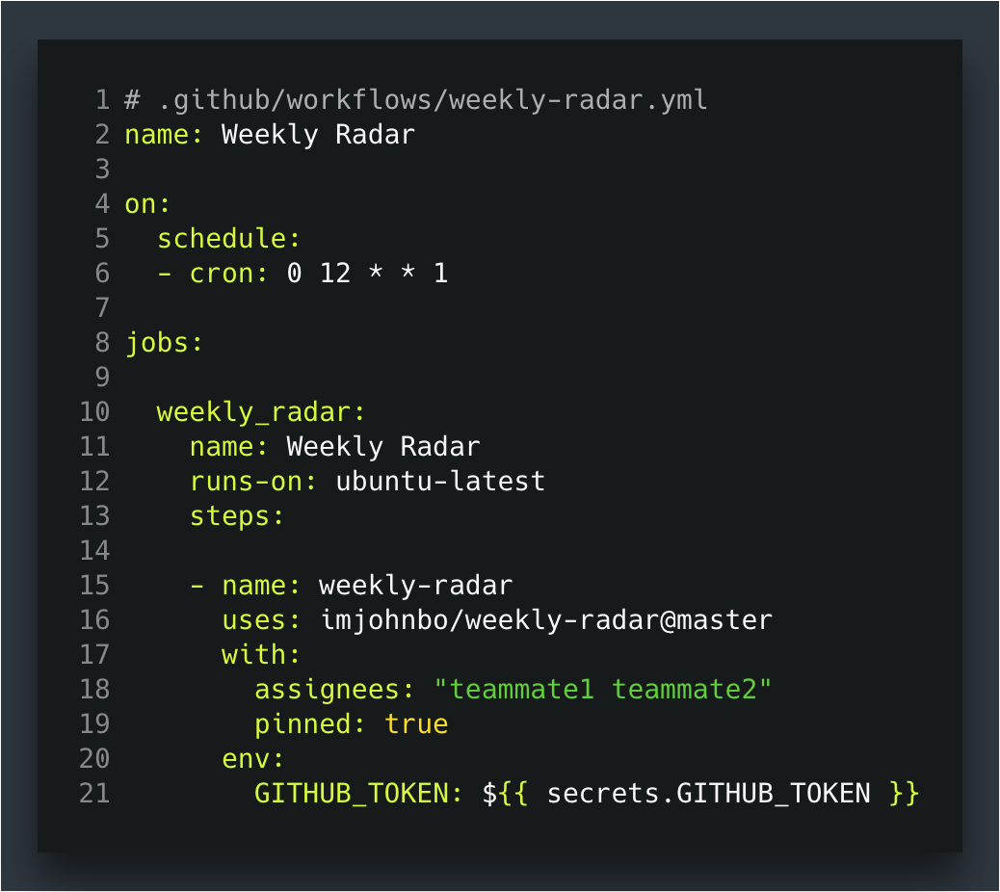 1 # .github/workflows/weekly-radar.yml
2 name: Weekly Radar
3
4 on:
5   schedule:
6   - cron: 0 12 * * 1
7
8 jobs:
9
10   weekly_radar:
11     name: Weekly Radar
12     runs-on: ubuntu-latest
13     steps:
14
15     - name: weekly-radar
16       uses: imjohnbo/weekly-radar@master
17       with:
18         assignees: "teammate1 teammate2"
19         pinned: true
20       env:
21         GITHUB_TOKEN: ${{ secrets.GITHUB_TOKEN }}